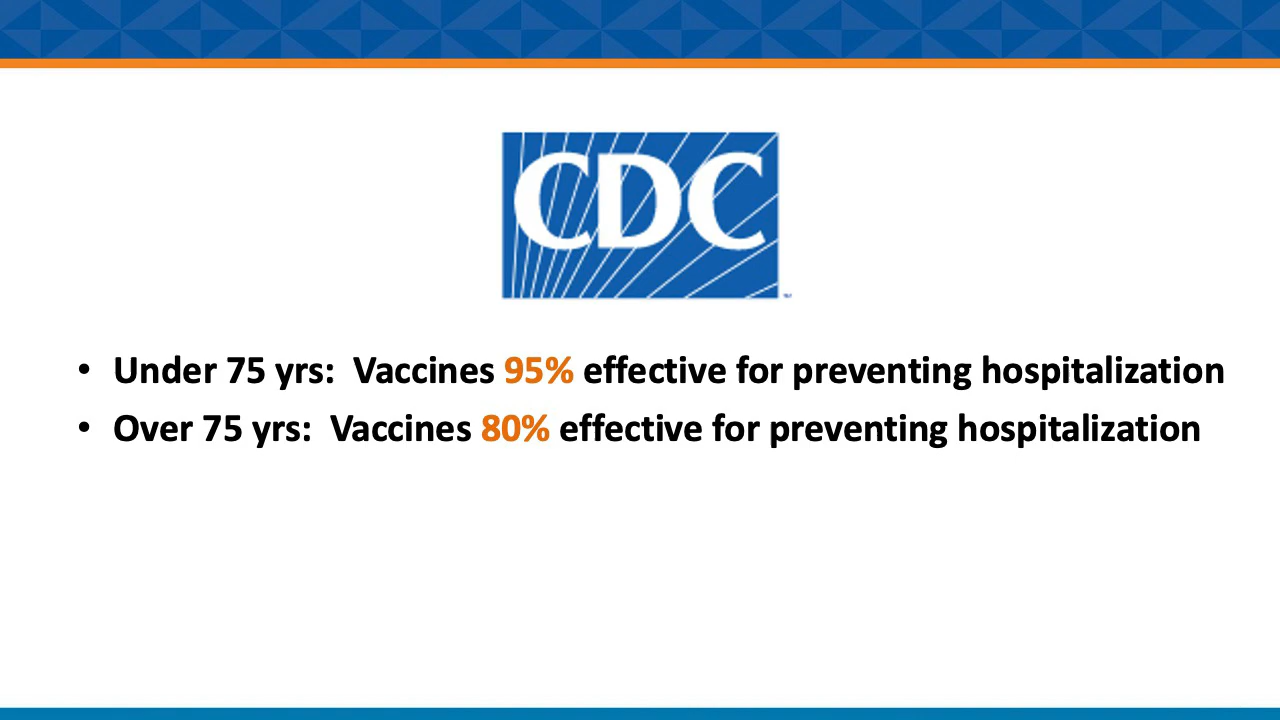 CDC
• Under 75 yrs:  Vaccines 95% effective for preventing hospitalization
• Over 75 yrs:  Vaccines 80% effective for preventing hospitalization